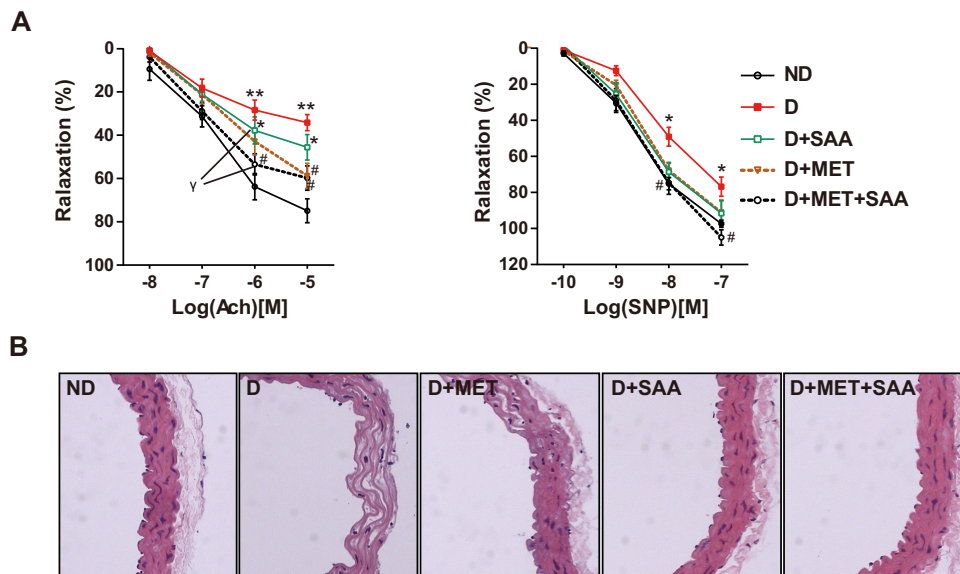 A
0
20
40
60
80
100
Ralaxation (%)
**
**
*
*
#
#
#
γ
-8 -7 -6 -5
Log(Ach)[M]
0
20
40
60
80
100
120
Ralaxation (%)
*
*
#
#
-10 -9 -8 -7
Log(SNP)[M]
ND
D
D+SAA
D+MET
D+MET+SAA
B
ND D D+MET D+SAA D+MET+SAA